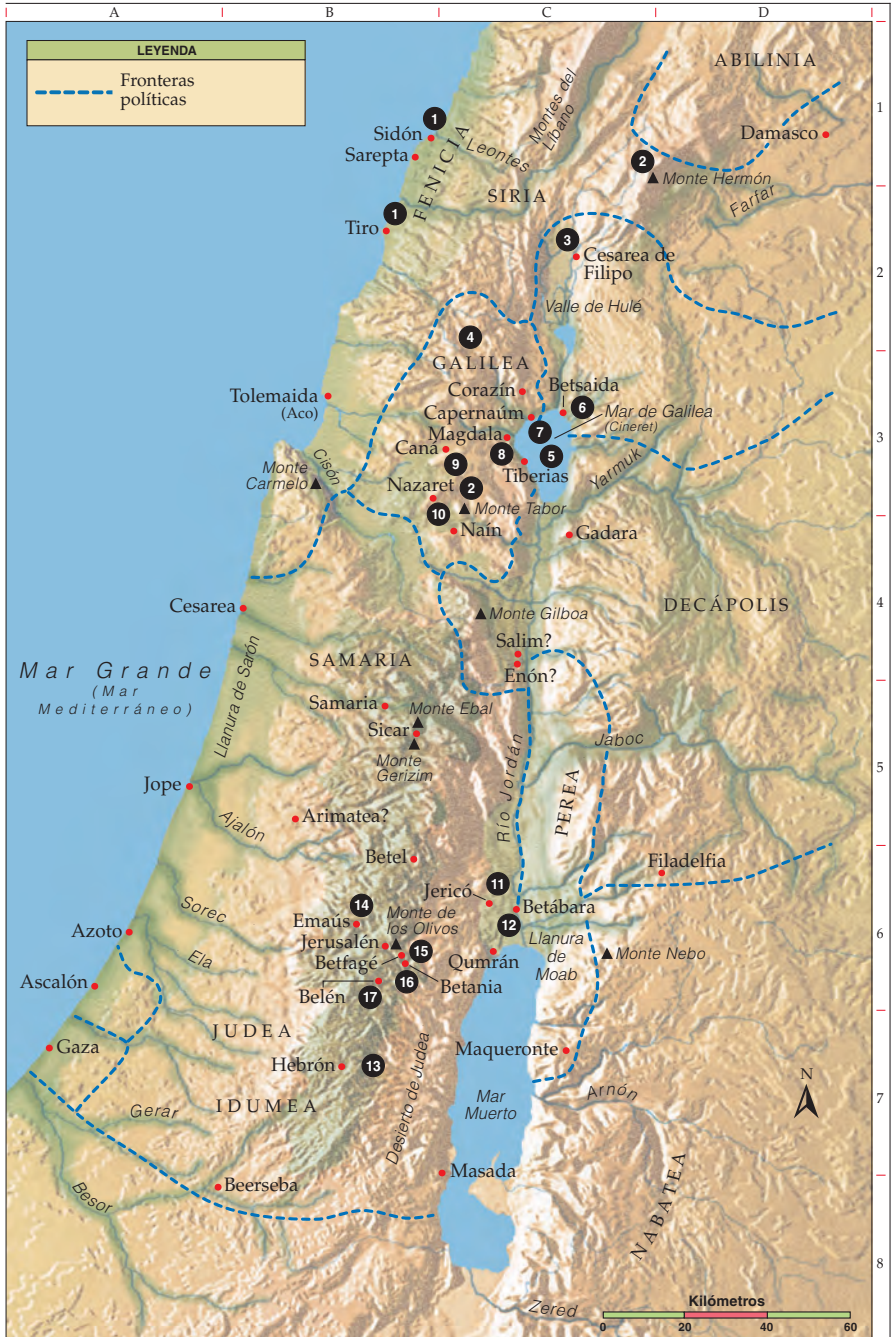 A
B
C
D
LEYENDA
Fronteras
políticas
ABILINIA
1
1
Sidón
Damasco
Montes del
Líbano
Leontes
Sarepta
FENICIA
2
Monte Hermón
SIRIA
Farfar
1
Tiro
3
Cesarea de
Filipo
2
Valle de Hulé
4
GALILEA
Corazín
Betsaida
6
Tolemaida
(Aco)
Capernaúm
Mar de Galilea
(Cineret)
7
Magdala
3
Caná
8
5
9
Tiberias
Monte
Carmelo
Cisón
Yarmuk
Nazaret
2
10
Monte Tabor
Naín
Gadara
Cesarea
Monte Gilboa
DECÁPOLIS
4
Salim?
Enón?
Mar Grande
(Mar
Mediterráneo)
Llanura de Sarón
SAMARIA
Samaria
Monte Ebal
Sicar
Monte
Gerizim
Jaboc
5
Río Jordán
PEREA
Jope
Arimatea?
Ajalón
Betel
Filadelfia
11
Jericó
14
Sorec
Emaús
Monte de
los Olivos
Betábara
12
6
Azoto
Jerusalén
Ela
15
Llanura
de
Moab
Monte Nebo
Betfagé
Qumrán
Ascalón
Betania
Belén
16
17
JUDEA
Gaza
Maqueronte
Hebrón
13
Desierto de Judea
Mar
Muerto
Arnón
N
7
Gerar
IDUMEA
Besor
Beerseba
Masada
NABATEA
8
Zered
Kilómetros
0
20
40
60